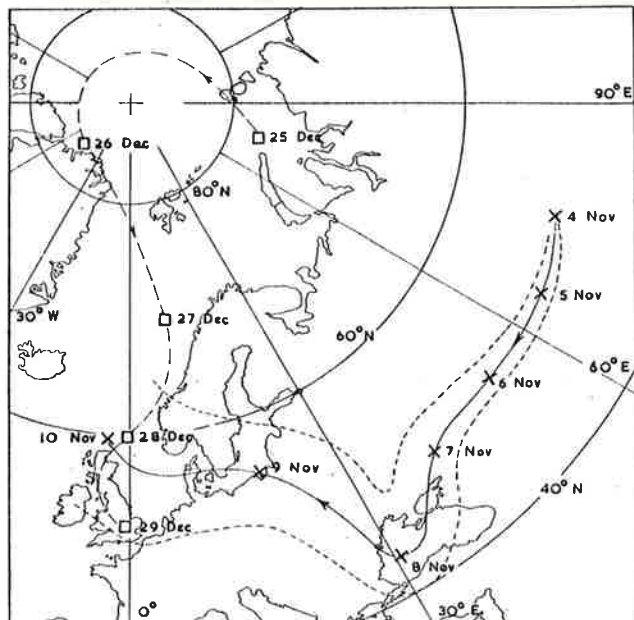 90°E
25 Dec
26 Dec
80°N
4 Nov
5 Nov
30°W
27 Dec
60°N
60°E
6 Nov
10 Nov
28 Dec
7 Nov
9 Nov
40°N
29 Dec
8 Nov
0°
30°E